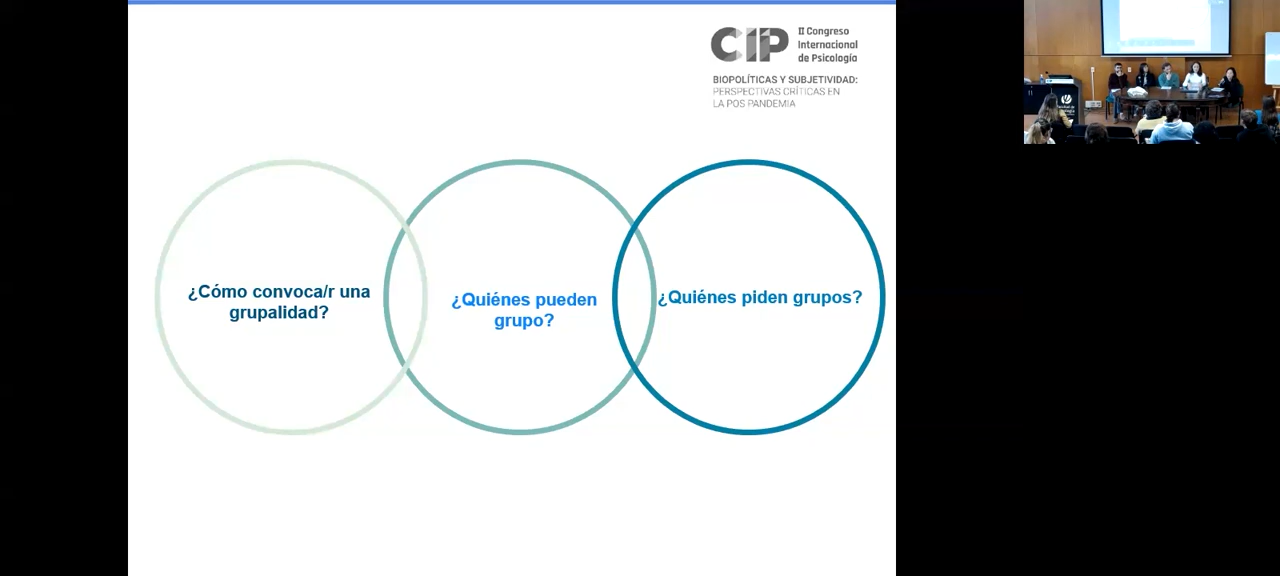 CIP
II Congreso
Internacional
de Psicología
BIOPOLÍTICAS Y SUBJETIVIDAD:
PERSPECTIVAS CRÍTICAS EN
LA POS PANDEMIA
¿Cómo convoca/r una
grupalidad?
¿Quiénes pueden
grupo?
¿Quiénes piden grupos?